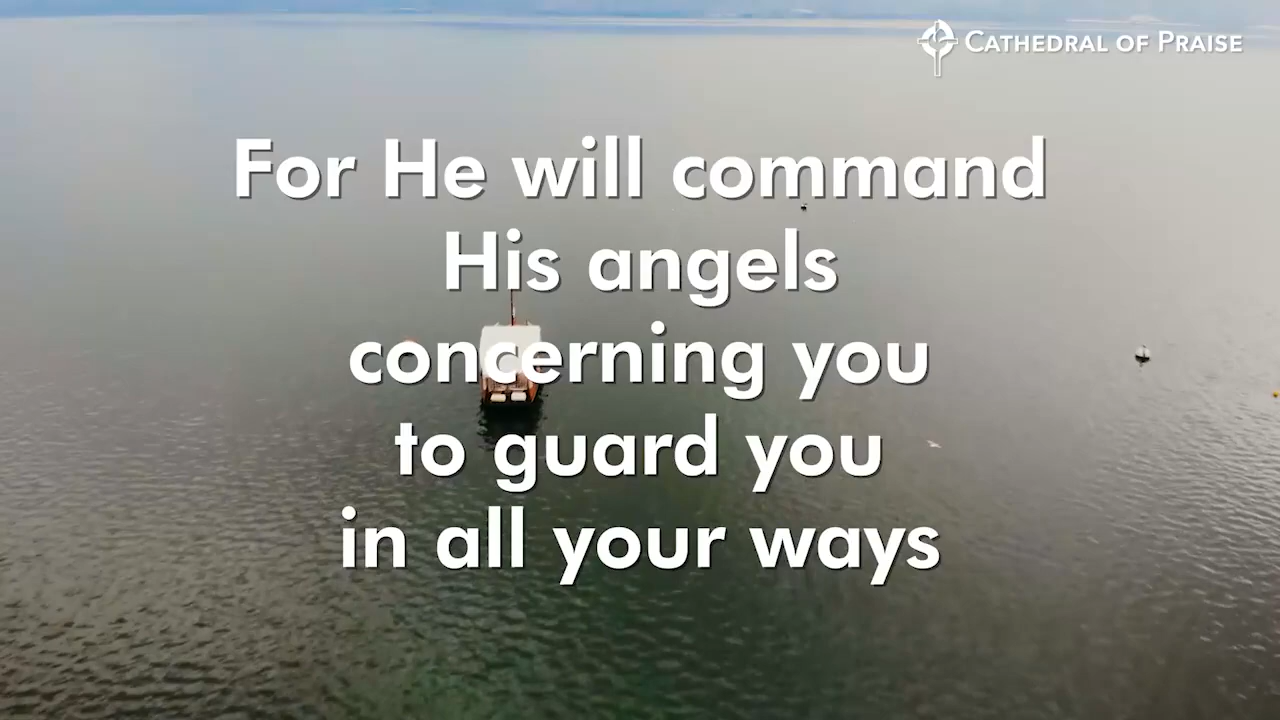 CATHEDRAL OF PRAISE
For He will command
His angels
concerning you
to guard you
in all your ways